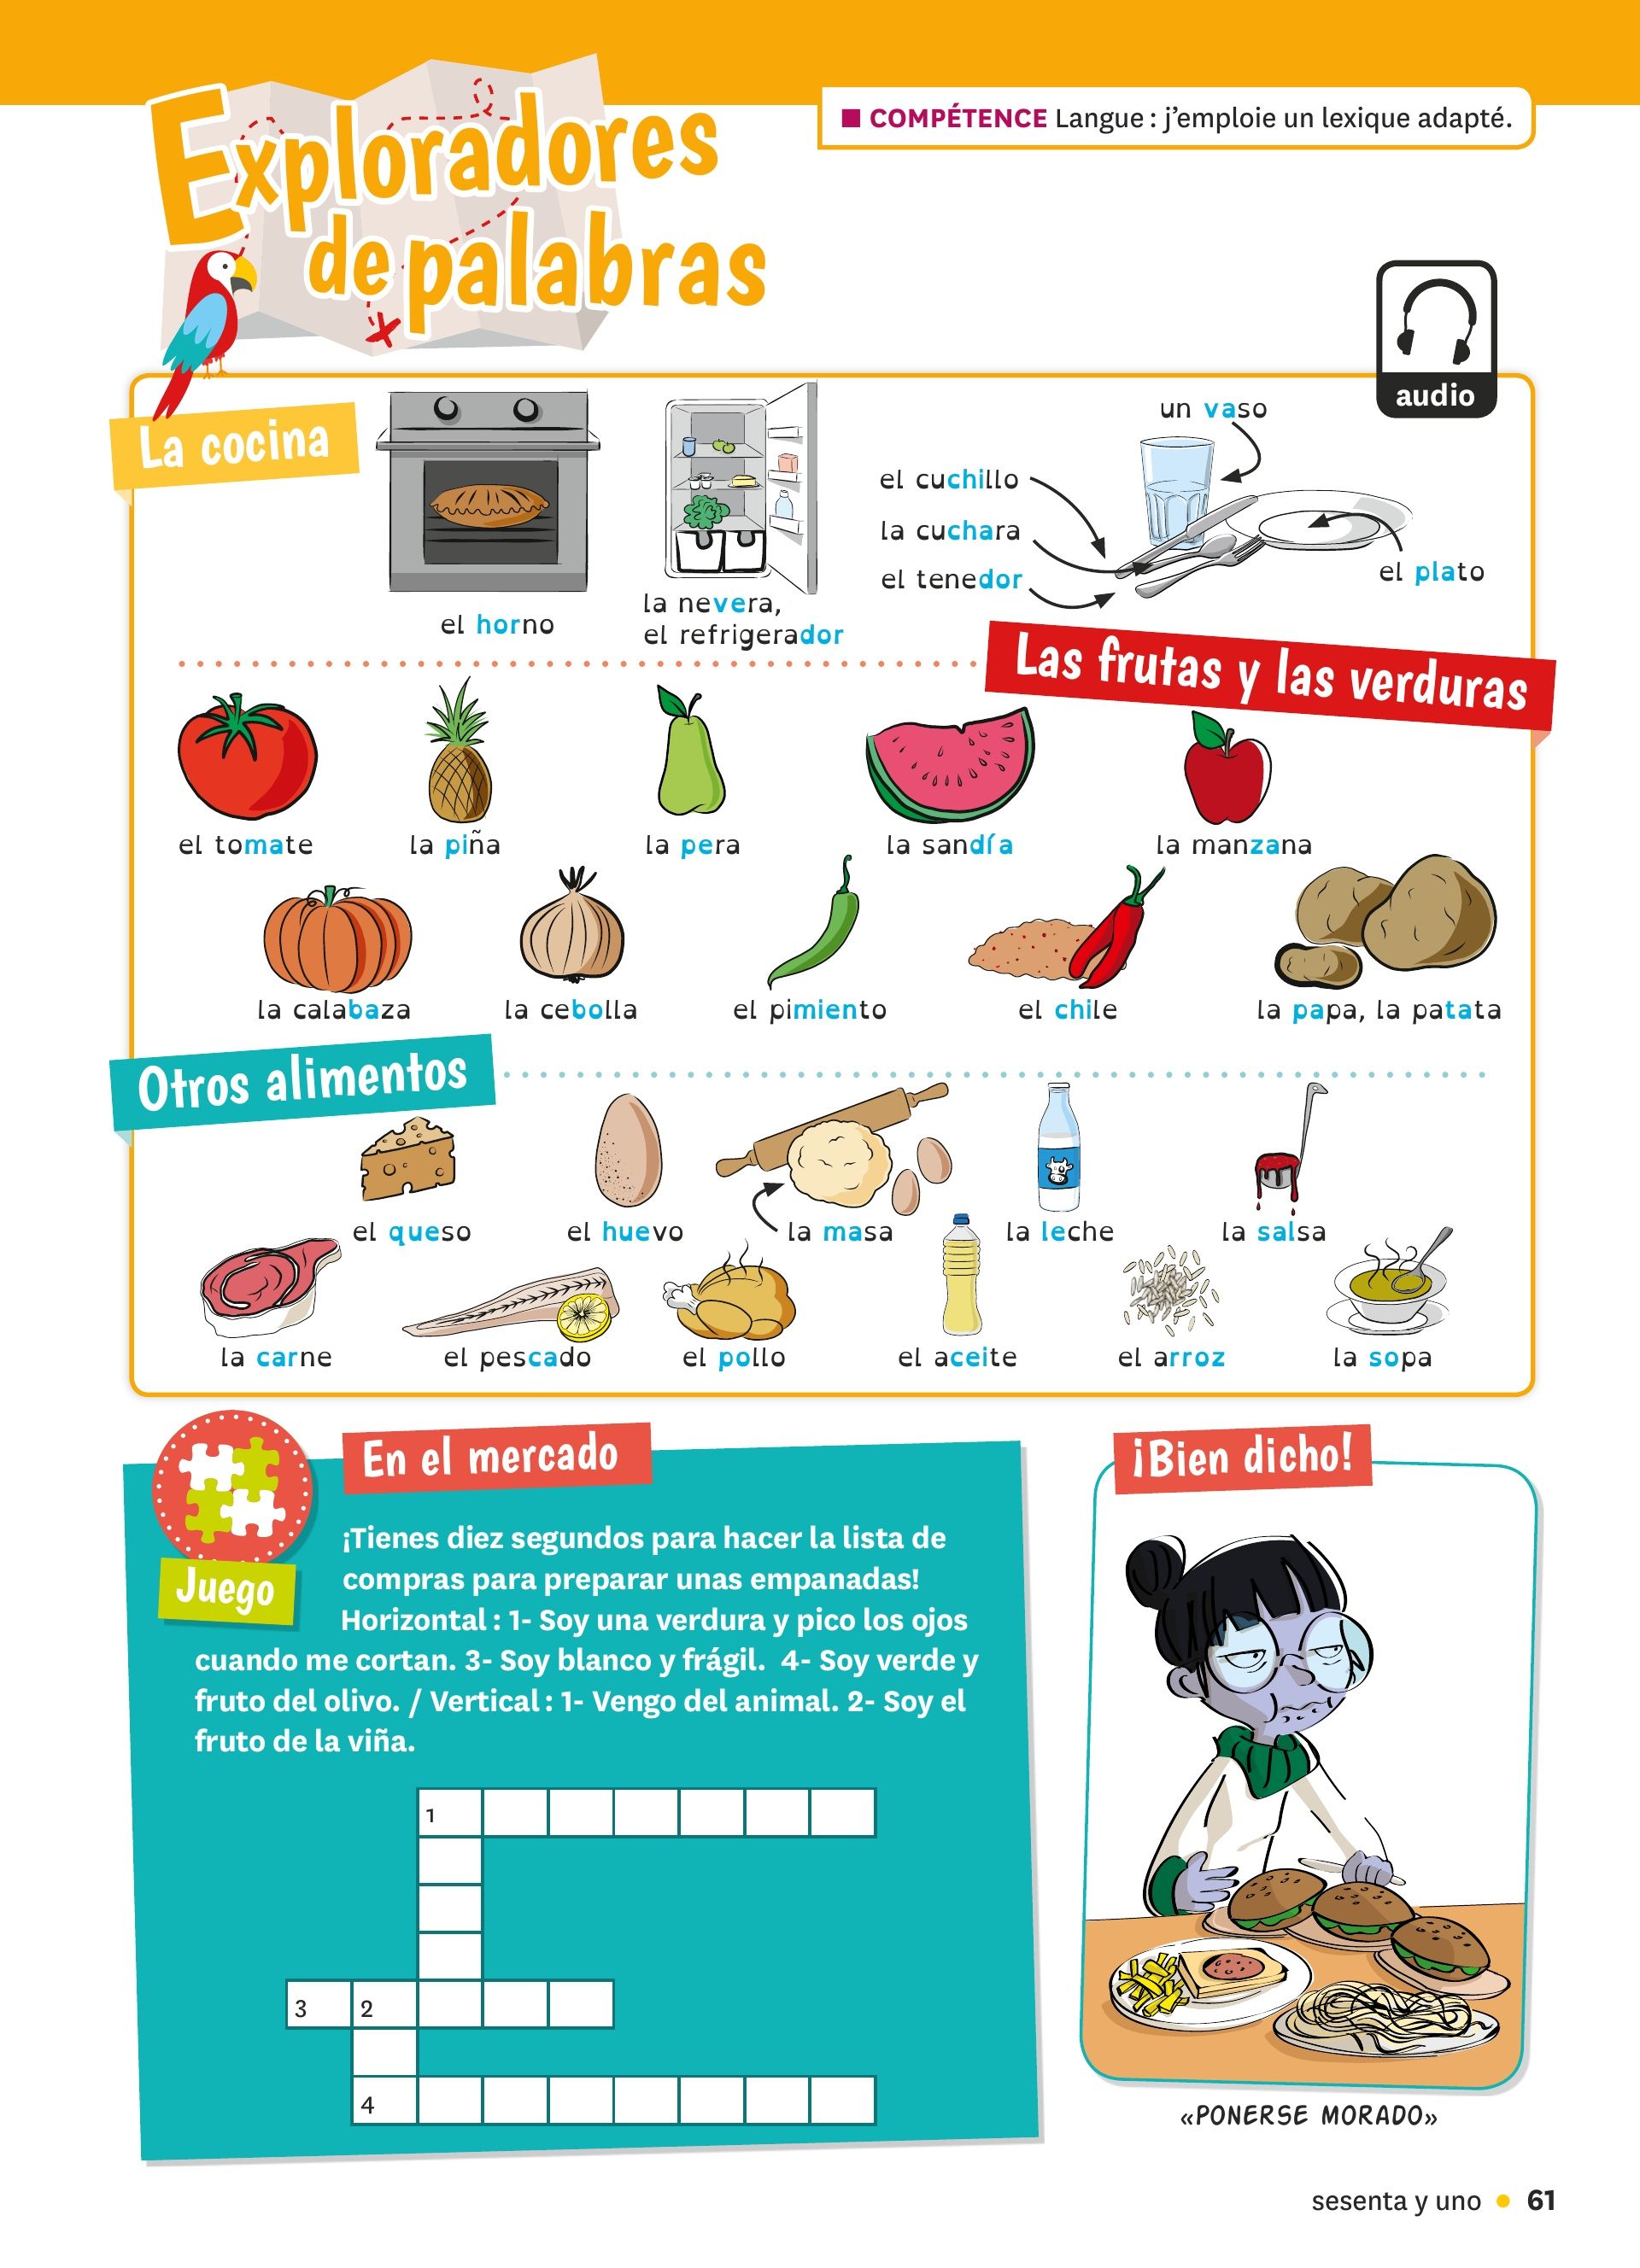 Exploradores
de palabras
■ COMPÉTENCE Langue : j'emploie un lexique adapté.
audio
La cocina
un vaso
el cuchillo
la cuchara
el tenedor
el plato
el horno
la nevera,
el refrigerador
Las frutas y las verduras
el tomate
la piña
la pera
la sandía
la manzana
la calabaza
la cebolla
el pimiento
el chile
la papa, la patata
Otros alimentos
el queso
el huevo
la masa
la leche
la salsa
la carne
el pescado
el pollo
el aceite
el arroz
la sopa
Juego
En el mercado
¡Tienes diez segundos para hacer la lista de
compras para preparar unas empanadas!
Horizontal : 1- Soy una verdura y pico los ojos
cuando me cortan. 3- Soy blanco y frágil. 4- Soy verde y
fruto del olivo. / Vertical : 1- Vengo del animal. 2- Soy el
fruto de la viña.
1
3 2
4
¡Bien dicho!
«PONERSE MORADO»
sesenta y uno • 61